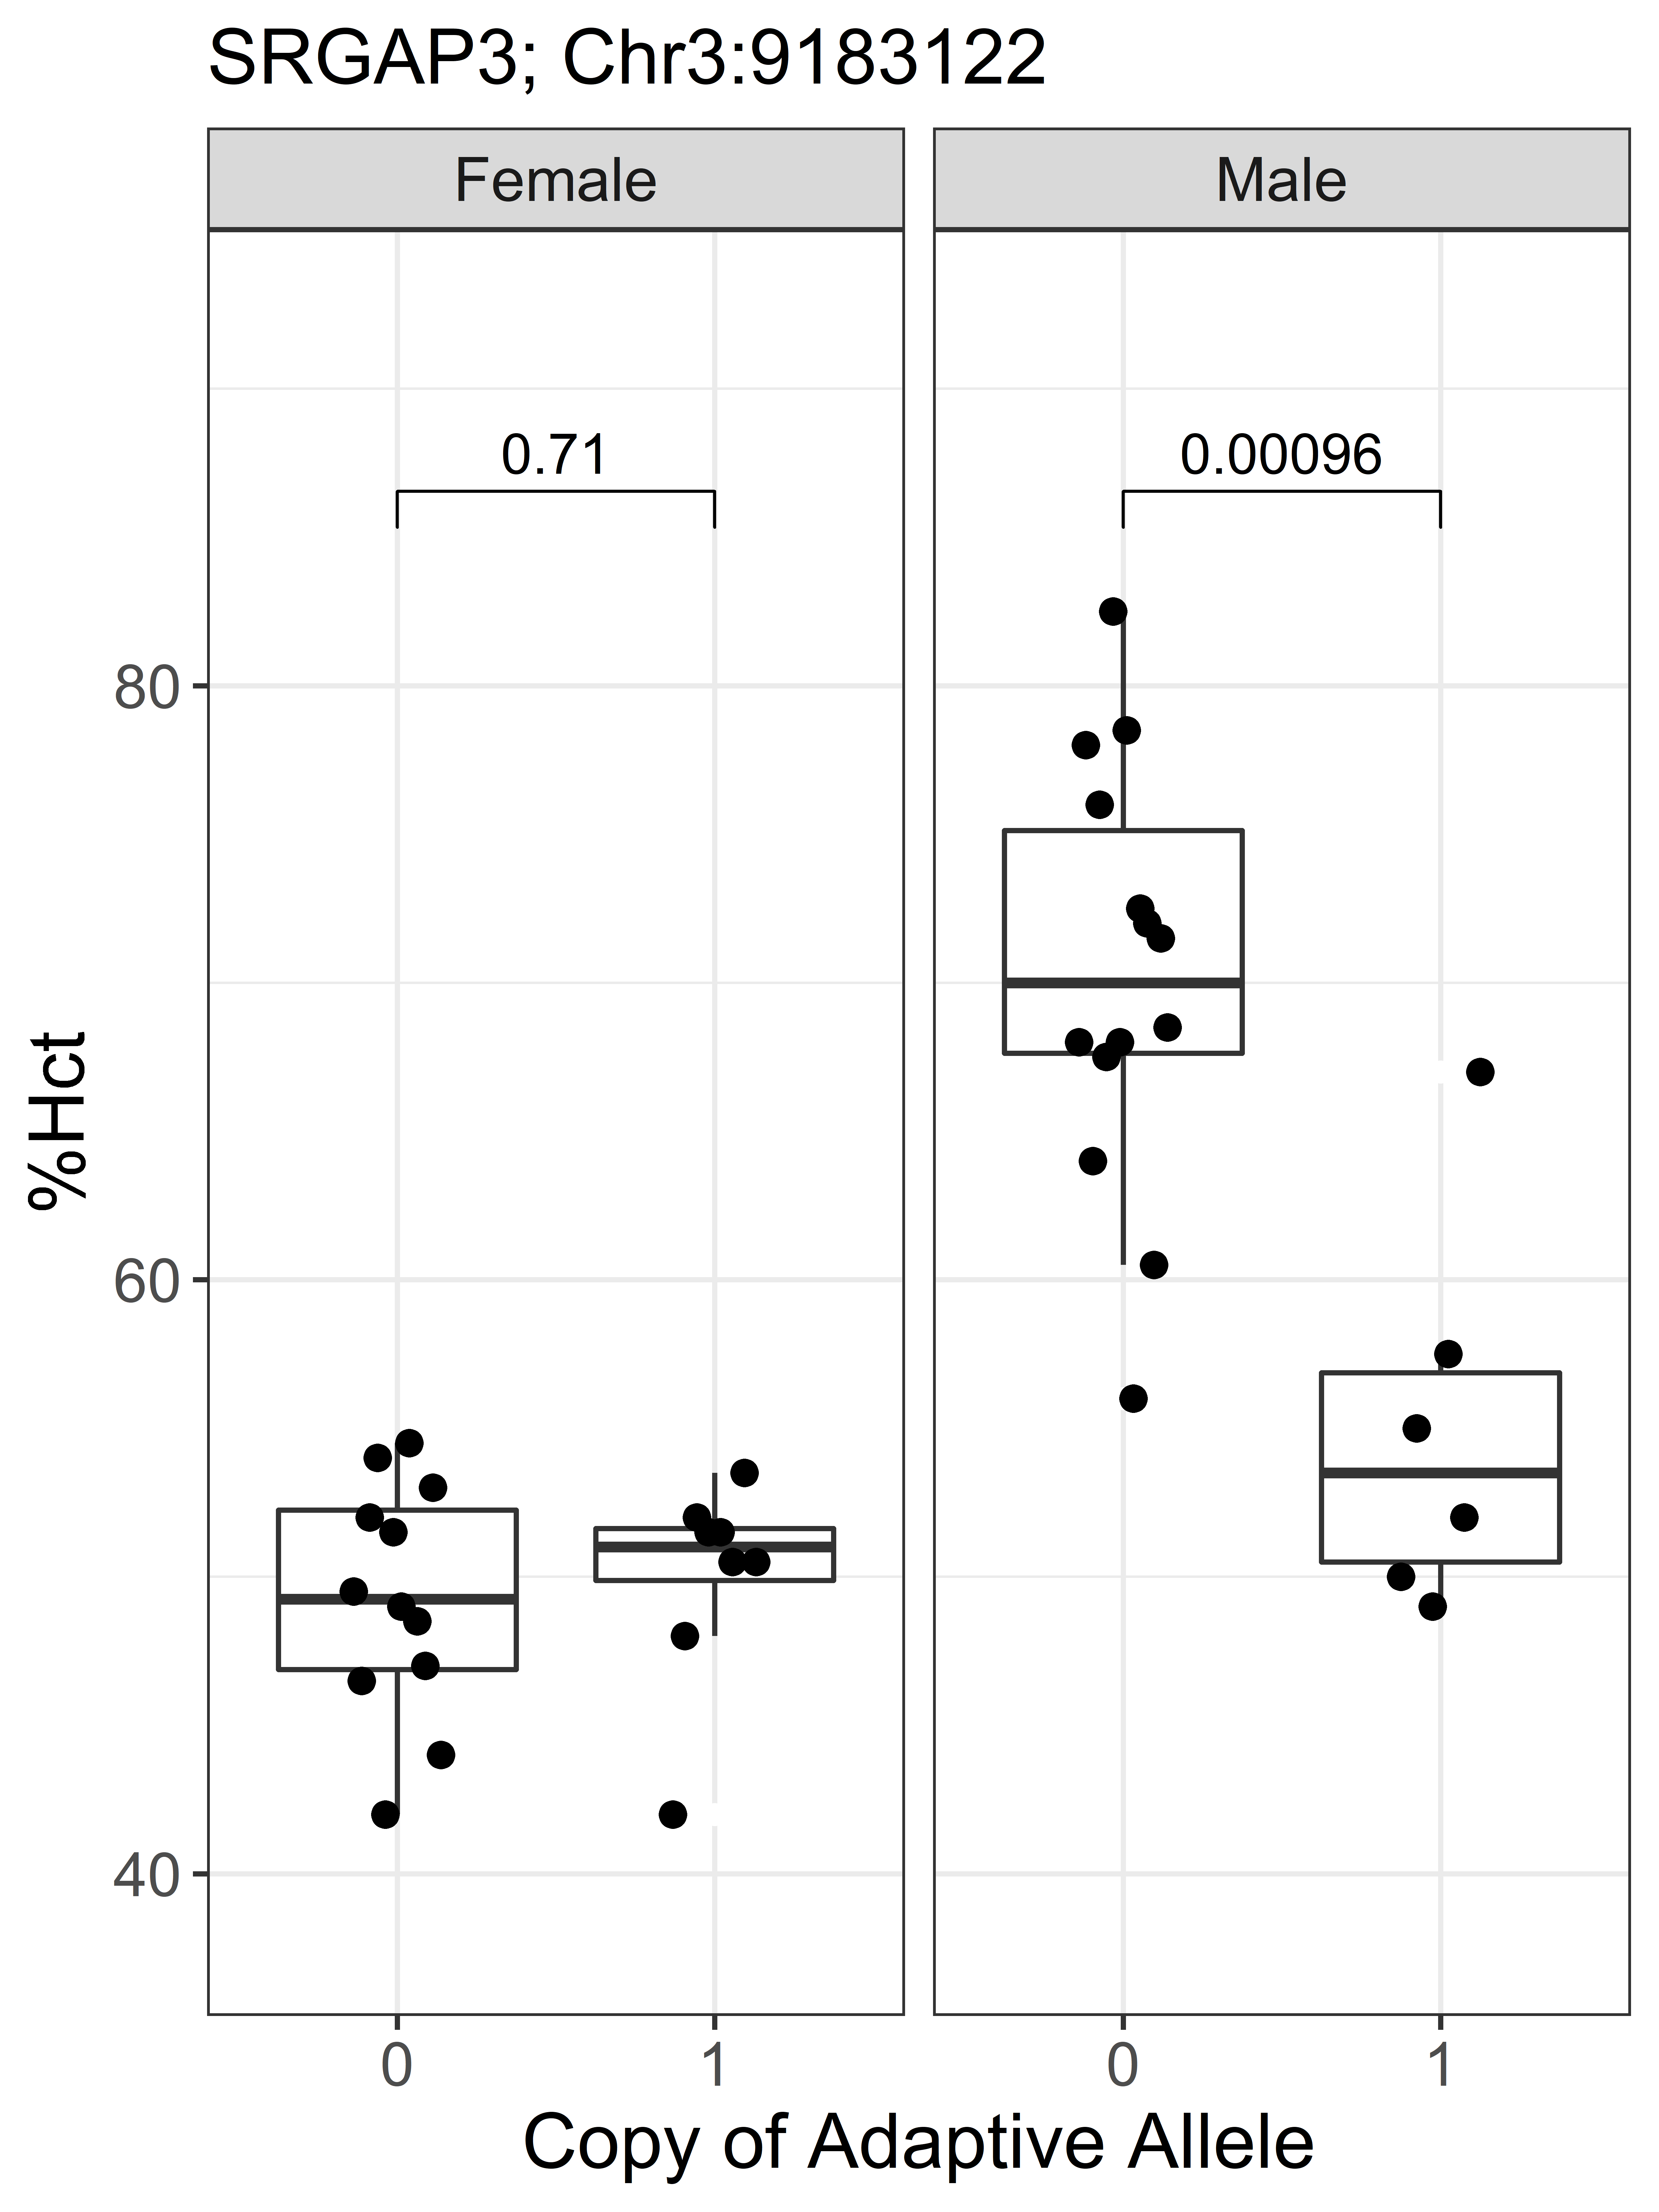 SRGAP3; Chr3:9183122
Female
Male
0.71
0.00096
80
60
40
%Hct
0
1
0
1
Copy of Adaptive Allele